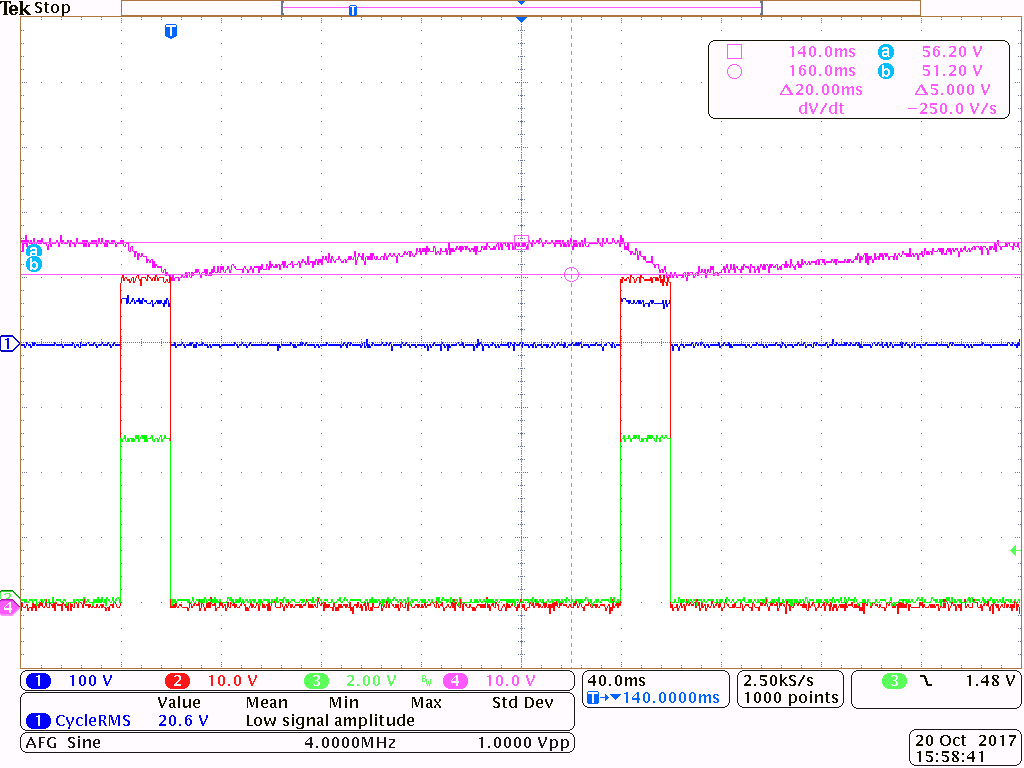 Tek Stop
T
T
140.0ms a 56.20 V
160.0ms b 51.20 V
Δ20.00ms Δ5.000 V
dV/dt −250.0 V/s
a
b
1
4
1 100 V 2 10.0 V 3 2.00 V BW 4 10.0 V
40.0ms
T→▼140.0000ms
2.50kS/s
1000 points
3 1.48 V
Value Mean Min Max Std Dev
1 CycleRMS 20.6 V Low signal amplitude
AFG Sine 4.0000MHz 1.0000 Vpp
20 Oct 2017
15:58:41